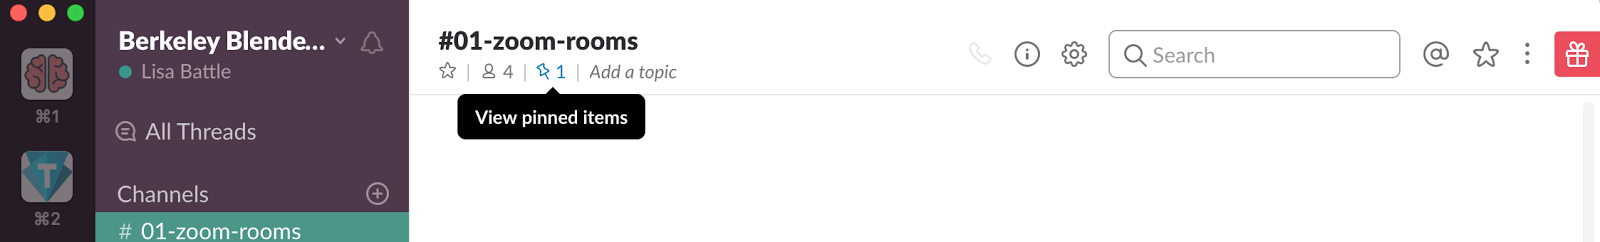 ⌘1
T
⌘2
Berkeley Blende...
Lisa Battle
All Threads
Channels
# 01-zoom-rooms
#01-zoom-rooms
4 | 1 | Add a topic
View pinned items
Search
@